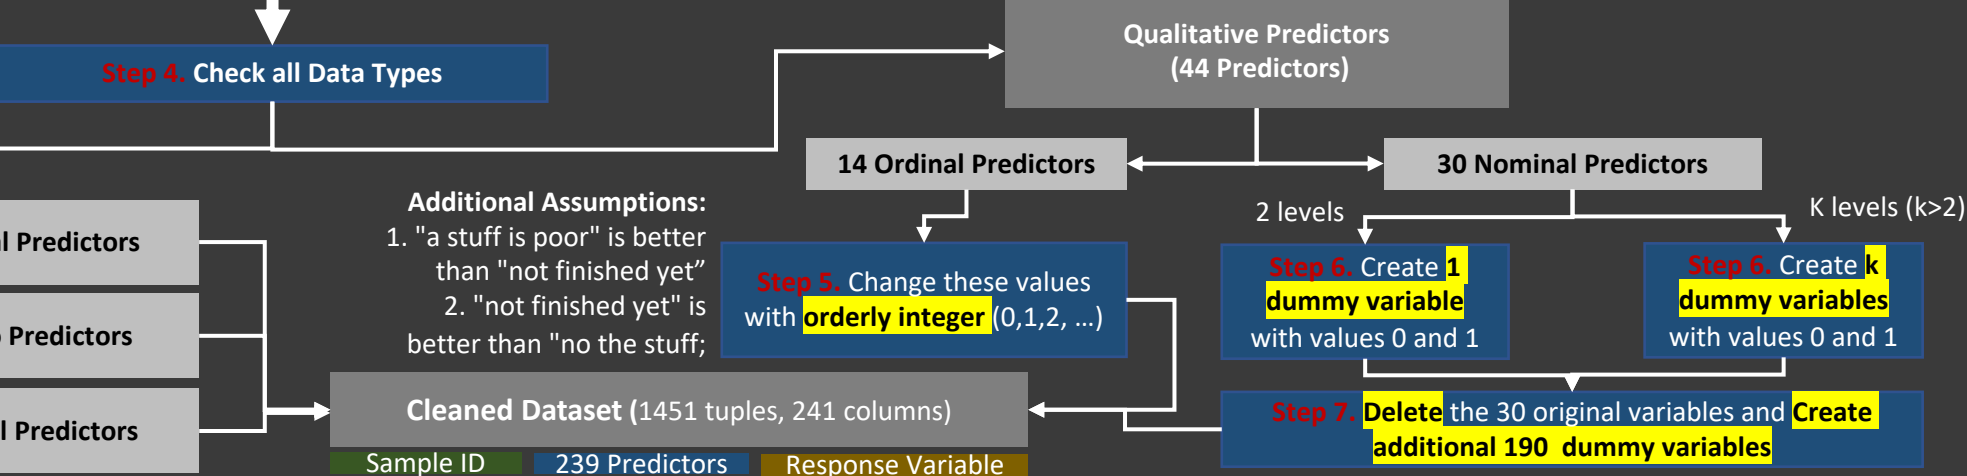 Step 4. Check all Data Types
Qualitative Predictors
(44 Predictors)
14 Ordinal Predictors
30 Nominal Predictors
Additional Assumptions:
1. "a stuff is poor" is better
than "not finished yet”
2. "not finished yet" is
better than "no the stuff;
Step 5. Change these values
with orderly integer (0,1,2, …)
2 levels
K levels (k>2)
Step 6. Create 1
dummy variable
with values 0 and 1
Step 6. Create k
dummy variables
with values 0 and 1
Predictors
Predictors
Predictors
Cleaned Dataset (1451 tuples, 241 columns)
Step 7. Delete the 30 original variables and Create
additional 190 dummy variables
Sample ID
239 Predictors
Response Variable